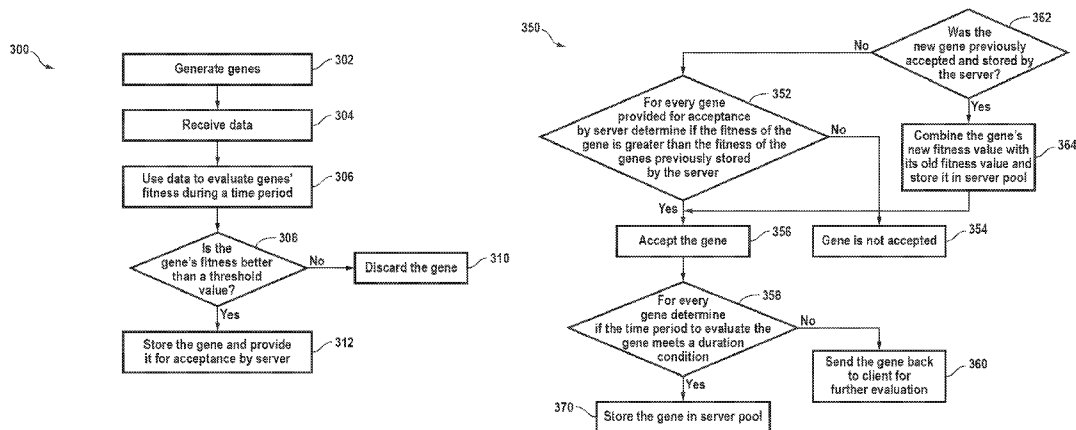 300
Generate genes
302
Receive data
304
Use data to evaluate genes'
fitness during a time period
306
308
Is the
gene's fitness better
than a threshold
value?
No
Discard the gene
310
Yes
Store the gene and provide
it for acceptance by server
312
350
362
Was the
new gene previously
accepted and stored by
the server?
No
Yes
352
For every gene
provided for acceptance
by server determine if the fitness of the
gene is greater than the fitness of the
genes previously stored
by the server
No
Combine the gene's
new fitness value with
its old fitness value and
store it in server pool
364
Yes
Accept the gene
356
Gene is not accepted
354
358
For every
gene determine
if the time period to evaluate the
gene meets a duration
condition
No
Send the gene back
to client for
further evaluation
360
Yes
370
Store the gene in server pool